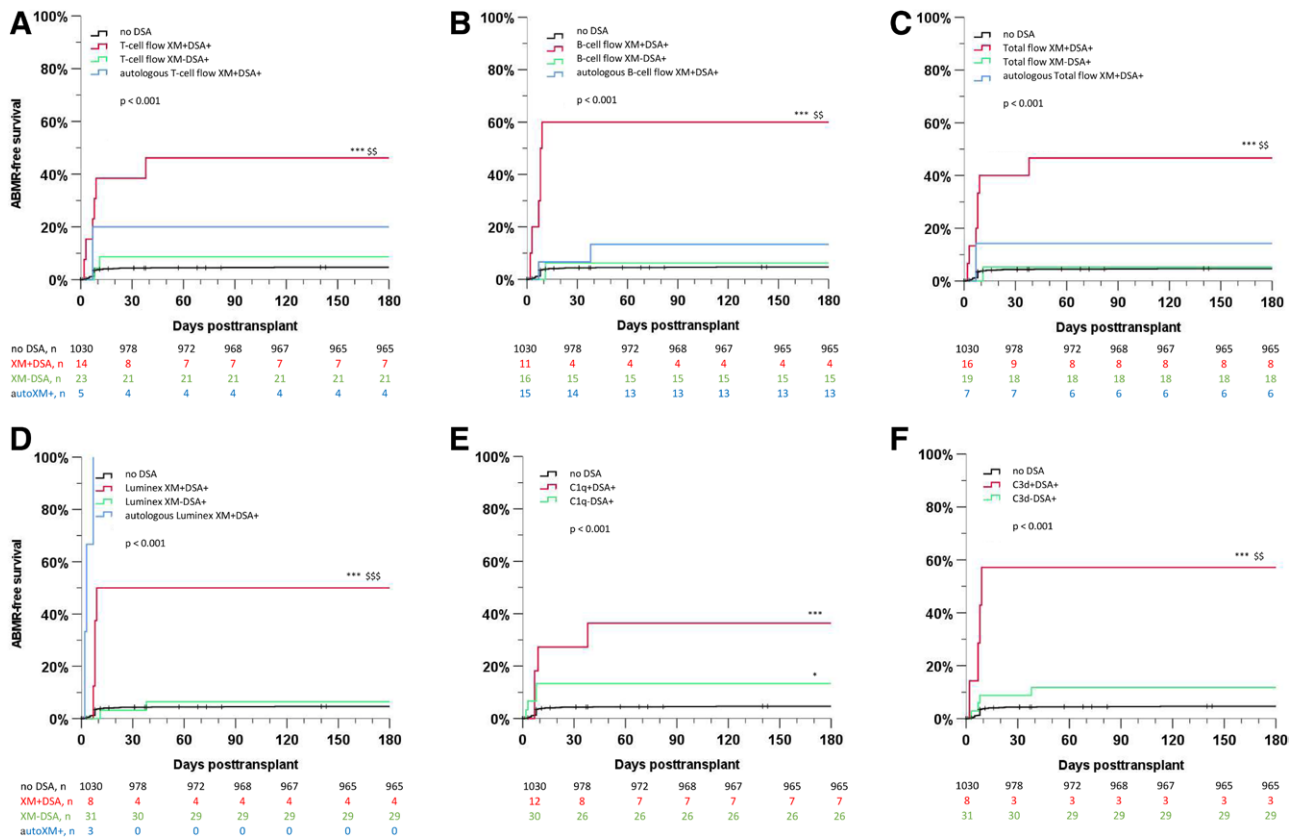 A
100%
80%
60%
40%
20%
0%
ABMR-free survival
no DSA
T-cell flow XM+DSA+
T-cell flow XM-DSA+
autologous T-cell flow XM+DSA+
p < 0.001
*** $$
0 30 60 90 120 150 180
Days posttransplant
no DSA, n 1030 978 972 968 967 965 965
XM+DSA, n 14 8 7 7 7 7 7
XM-DSA, n 23 21 21 21 21 21 21
autoXM+, n 5 4 4 4 4 4 4
B
100%
80%
60%
40%
20%
0%
no DSA
B-cell flow XM+DSA+
B-cell flow XM-DSA+
autologous B-cell flow XM+DSA+
p < 0.001
*** $$
0 30 60 90 120 150 180
Days posttransplant
1030 978 972 968 967 965 965
11 4 4 4 4 4 4
16 15 15 15 15 15 15
15 14 13 13 13 13 13
C
100%
80%
60%
40%
20%
0%
no DSA
Total flow XM+DSA+
Total flow XM-DSA+
autologous Total flow XM+DSA+
p < 0.001
*** $$
0 30 60 90 120 150 180
Days posttransplant
1030 978 972 968 967 965 965
16 9 8 8 8 8 8
19 18 18 18 18 18 18
7 7 6 6 6 6 6
D
100%
80%
60%
40%
20%
0%
ABMR-free survival
no DSA
Luminex XM+DSA+
Luminex XM-DSA+
autologous Luminex XM+DSA+
p < 0.001
*** $$$
0 30 60 90 120 150 180
Days posttransplant
no DSA, n 1030 978 972 968 967 965 965
XM+DSA, n 8 4 4 4 4 4 4
XM-DSA, n 31 30 29 29 29 29 29
autoXM+, n 3 0 0 0 0 0 0
E
100%
80%
60%
40%
20%
0%
no DSA
C1q+DSA+
C1q-DSA+
p < 0.001
***
*
0 30 60 90 120 150 180
Days posttransplant
1030 978 972 968 967 965 965
12 8 7 7 7 7 7
30 26 26 26 26 26 26
F
100%
80%
60%
40%
20%
0%
no DSA
C3d+DSA+
C3d-DSA+
p < 0.001
*** $$
0 30 60 90 120 150 180
Days posttransplant
1030 978 972 968 967 965 965
8 3 3 3 3 3 3
31 30 29 29 29 29 29